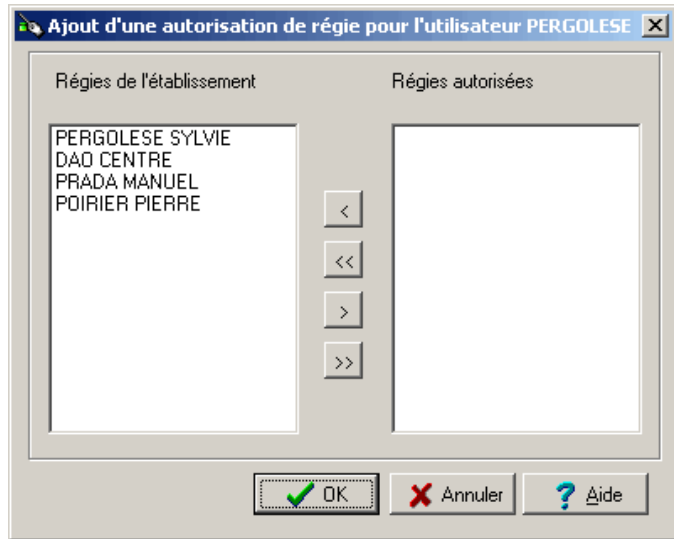 Ajout d'une autorisation de régie pour l'utilisateur PERGOLESE
Régies de l'établissement
Régies autorisées
PERGOLESE SYLVIE
DAO CENTRE
PRADA MANUEL
POIRIER PIERRE
<
<<
>
>>
OK
Annuler
? Aide